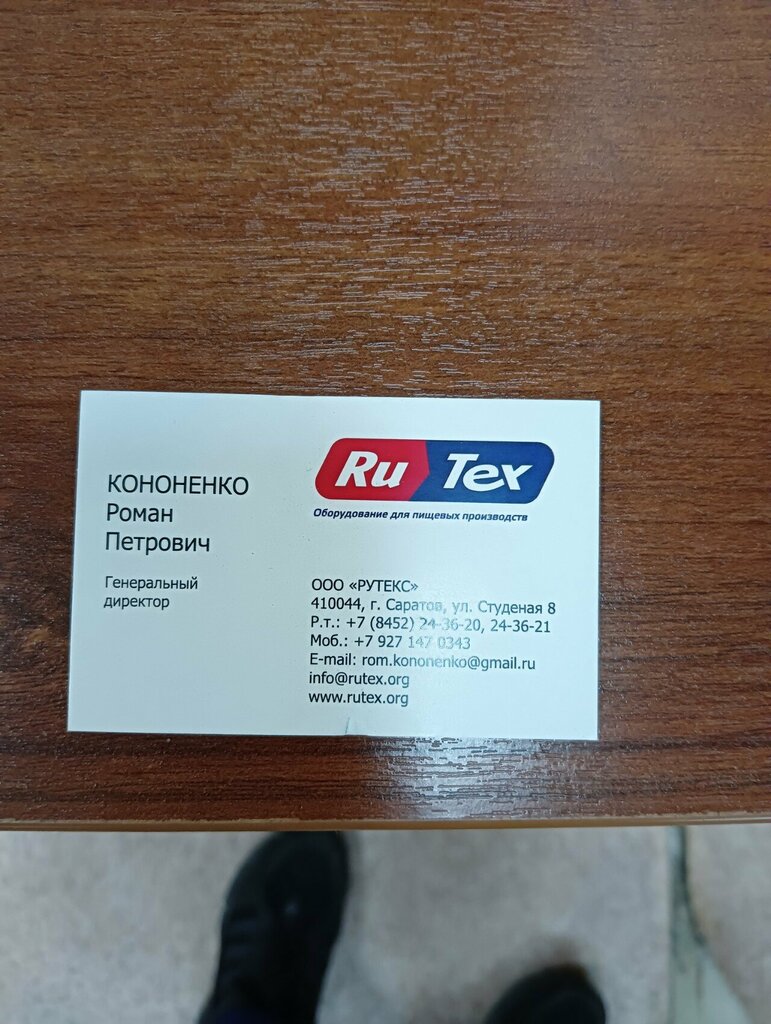 КОНОНЕНКО
Роман
Петрович
Генеральный
директор
Ru Tex
Оборудование для пищевых производств
ООО «РУТЕКС»
410044, г. Саратов, ул. Студеная 8
Р.т.: +7 (8452) 24-36-20, 24-36-21
Моб.: +7 927 147 0343
E-mail: rom.kononenko@gmail.ru
info@rutex.org
www.rutex.org